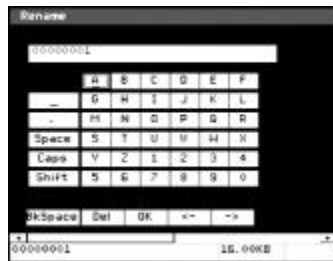 Rename
00000001
A B C D E F
_ G H I J K L
. M N O P Q R
Space S T U V W X
Caps Y Z 1 2 3 4
Shift 5 6 7 8 9 0
BkSpace Del OK <- ->
00000001 16.00KB